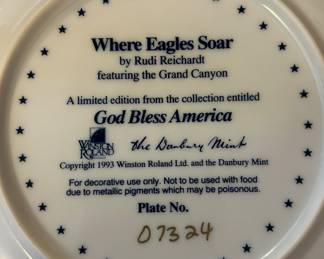 Where Eagles Soar
by Rudi Reichardt
featuring the Grand Canyon
A limited edition from the collection entitled
God Bless America
WINSTON
ROLAND
The Danbury Mint
Copyright 1993 Winston Roland Ltd. and the Danbury Mint
For decorative use only. Not to be used with food
due to metallic pigments which may be poisonous.
Plate No.
07324